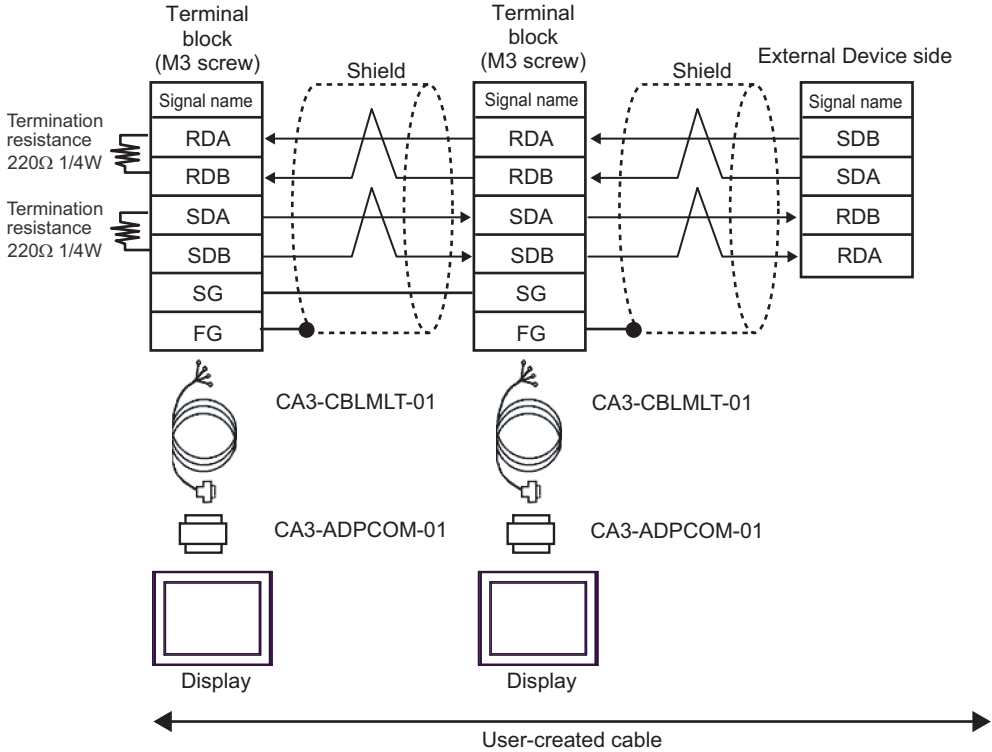 Terminal
block
(M3 screw)
Terminal
block
(M3 screw)
External Device side
Shield
Shield
Signal name
RDA
RDB
SDA
SDB
SG
FG
Signal name
RDA
RDB
SDA
SDB
SG
FG
Signal name
SDB
SDA
RDB
RDA
Termination
resistance
220Ω 1/4W
Termination
resistance
220Ω 1/4W
CA3-CBLMLT-01
CA3-CBLMLT-01
CA3-ADPCOM-01
CA3-ADPCOM-01
Display
Display
User-created cable